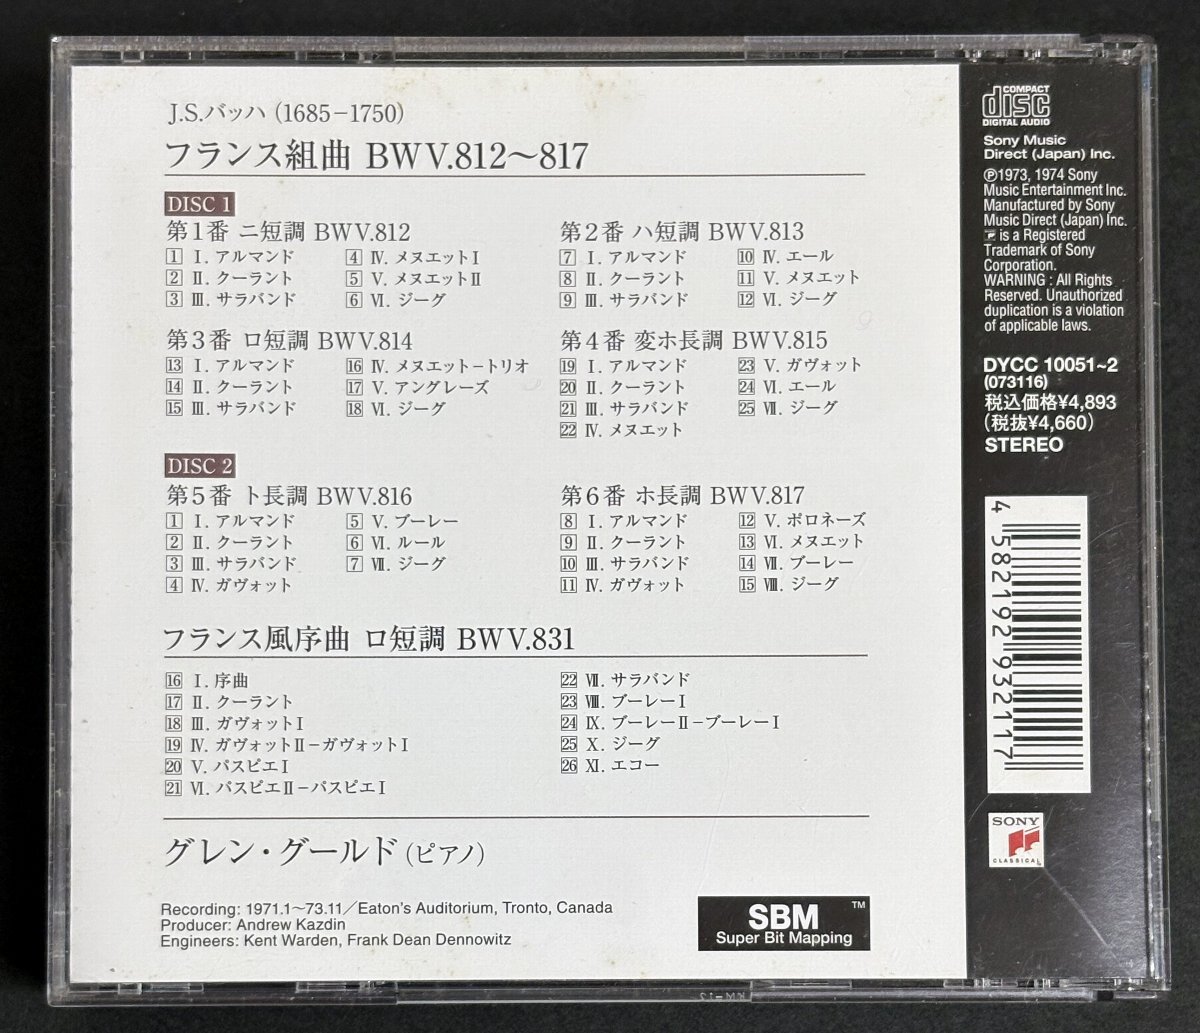 J.S.バッハ (1685−1750)
フランス組曲 BWV.812〜817
DISC 1
第1番 ニ短調 BWV.812
1 Ⅰ. アルマンド
2 Ⅱ. クーラント
3 Ⅲ. サラバンド
4 Ⅳ. メヌエットⅠ
5 Ⅴ. メヌエットⅡ
6 Ⅵ. ジーグ
第2番 ハ短調 BWV.813
7 Ⅰ. アルマンド
8 Ⅱ. クーラント
9 Ⅲ. サラバンド
10 Ⅳ. エール
11 Ⅴ. メヌエット
12 Ⅵ. ジーグ
第3番 ロ短調 BWV.814
13 Ⅰ. アルマンド
14 Ⅱ. クーラント
15 Ⅲ. サラバンド
16 Ⅳ. メヌエット−トリオ
17 Ⅴ. アングレーズ
18 Ⅵ. ジーグ
第4番 変ホ長調 BWV.815
19 Ⅰ. アルマンド
20 Ⅱ. クーラント
21 Ⅲ. サラバンド
22 Ⅳ. メヌエット
23 Ⅴ. ガヴォット
24 Ⅵ. エール
25 Ⅶ. ジーグ
DISC 2
第5番 ト長調 BWV.816
1 Ⅰ. アルマンド
2 Ⅱ. クーラント
3 Ⅲ. サラバンド
4 Ⅳ. ガヴォット
5 Ⅴ. ブーレー
6 Ⅵ. ルール
7 Ⅶ. ジーグ
第6番 ホ長調 BWV.817
8 Ⅰ. アルマンド
9 Ⅱ. クーラント
10 Ⅲ. サラバンド
11 Ⅳ. ガヴォット
12 Ⅴ. ポロネーズ
13 Ⅵ. メヌエット
14 Ⅶ. ブーレー
15 Ⅷ. ジーグ
フランス風序曲 ロ短調 BWV.831
16 Ⅰ. 序曲
17 Ⅱ. クーラント
18 Ⅲ. ガヴォットⅠ
19 Ⅳ. ガヴォットⅡ−ガヴォットⅠ
20 Ⅴ. パスピエⅠ
21 Ⅵ. パスピエⅡ−パスピエⅠ
22 Ⅶ. サラバンド
23 Ⅷ. ブーレーⅠ
24 Ⅸ. ブーレーⅡ−ブーレーⅠ
25 Ⅹ. ジーグ
26 Ⅺ. エコー
グレン・グールド (ピアノ)
Recording: 1971.1〜73.11／Eaton's Auditorium, Tronto, Canada
Producer: Andrew Kazdin
Engineers: Kent Warden, Frank Dean Dennowitz
SBM™
Super Bit Mapping
COMPACT
disc
DIGITAL AUDIO
Sony Music
Direct (Japan) Inc.
℗1973, 1974 Sony
Music Entertainment Inc.
Manufactured by Sony
Music Direct (Japan) Inc.
is a Registered
Trademark of Sony
Corporation.
WARNING : All Rights
Reserved. Unauthorized
duplication is a violation
of applicable laws.
DYCC 10051~2
(073116)
税込価格¥4,893
(税抜¥4,660)
STEREO
4 582192 932117
SONY
CLASSICAL